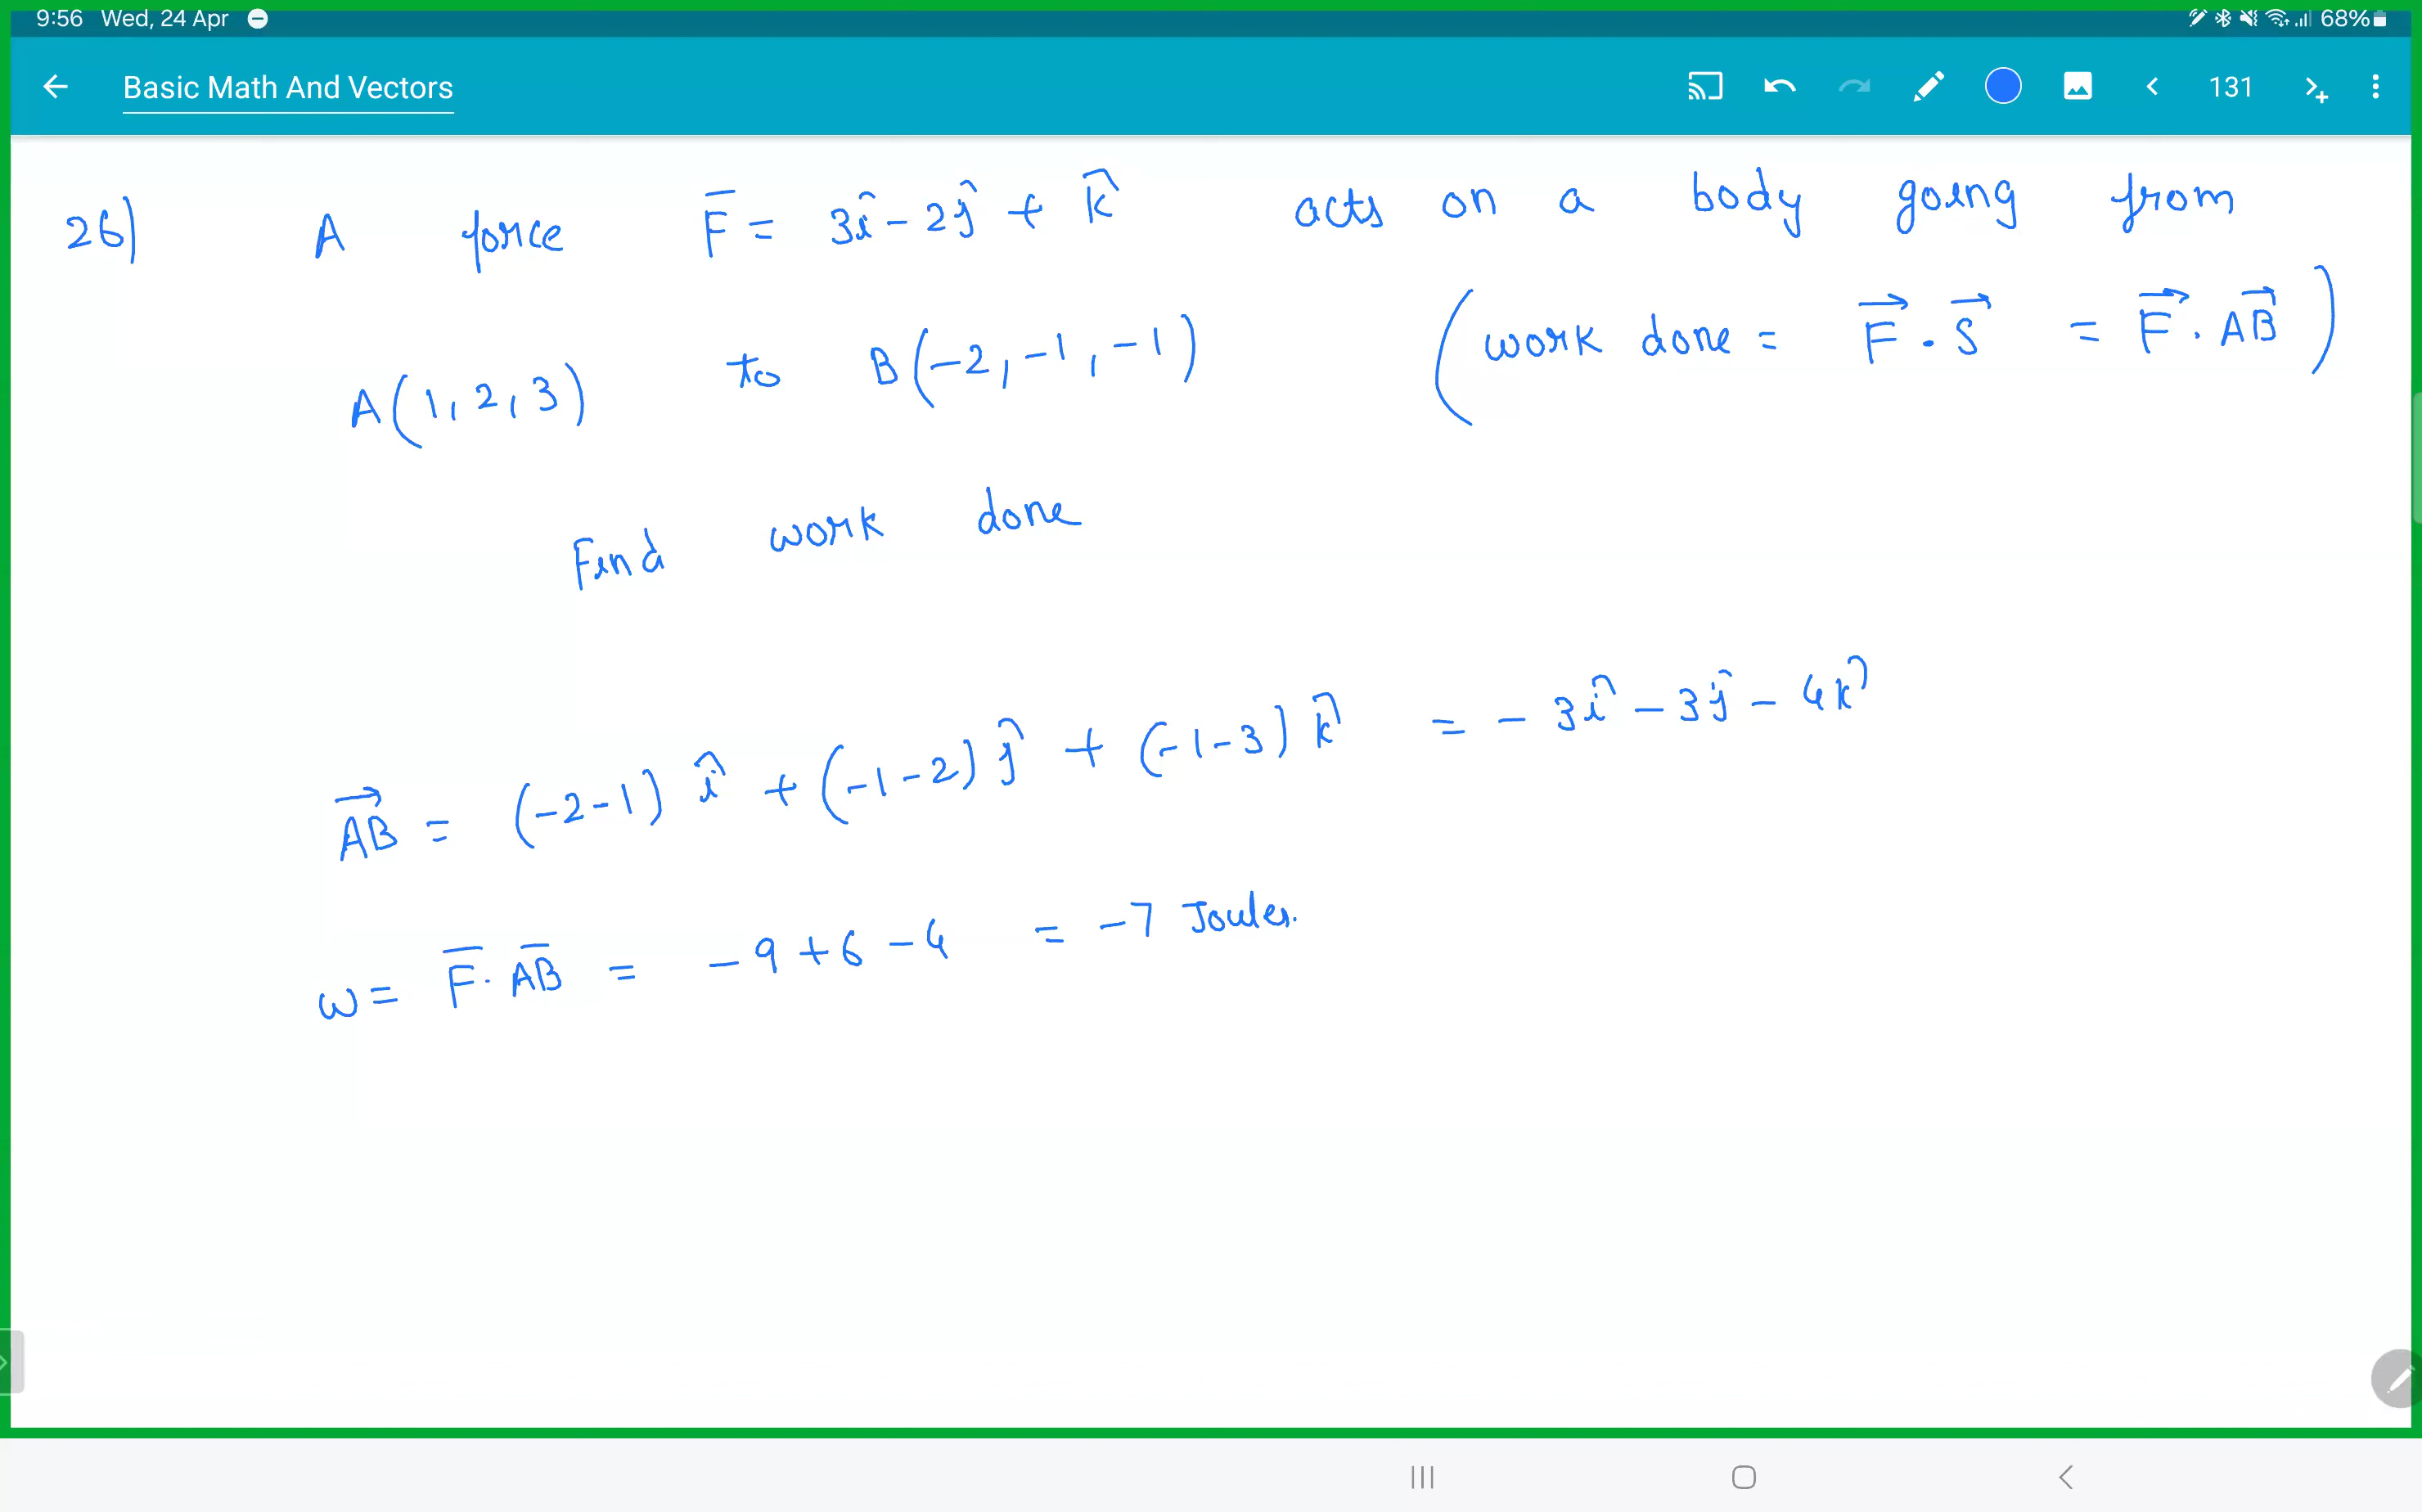 9:56 Wed, 24 Apr 68%
Basic Math And Vectors 131
26) A force F̅ = 3î - 2ĵ + k̂ acts on a body going from
A(1, 2, 3) to B(-2, -1, -1) (work done = F⃗ . S⃗ = F⃗ . AB⃗)
Find work done
AB⃗ = (-2-1) î + (-1-2) ĵ + (-1-3) k̂ = - 3î - 3ĵ - 4k̂
W = F̅ . A̅B̅ = - 9 + 6 - 4 = -7 Joules.